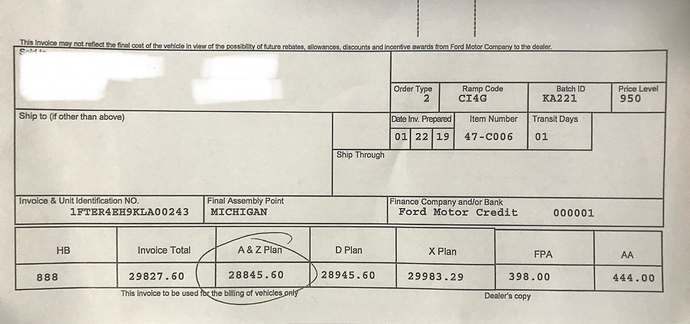 This Invoice may not reflect the final cost of the vehicle in view of the possibility of future rebates, allowances, discounts and incentive awards from Ford Motor Company to the dealer.
Sold to
Order Type Ramp Code Batch ID Price Level
2 CI4G KA221 950
Ship to (if other than above)
Date Inv. Prepared Item Number Transit Days
01 22 19 47-C006 01
Ship Through
Invoice & Unit Identification NO. Final Assembly Point Finance Company and/or Bank
1FTER4EH9KLA00243 MICHIGAN Ford Motor Credit 000001
HB Invoice Total A & Z Plan D Plan X Plan FPA AA
888 29827.60 28845.60 28945.60 29983.29 398.00 444.00
This invoice to be used for the billing of vehicles only Dealer's copy